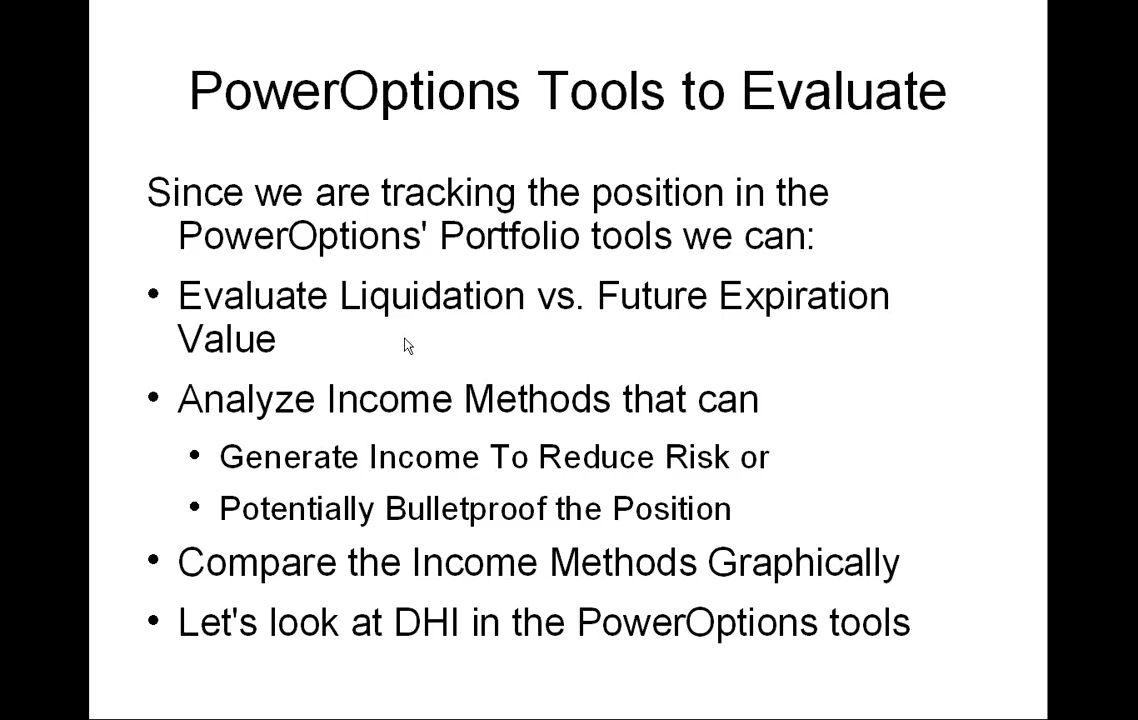 PowerOptions Tools to Evaluate
Since we are tracking the position in the
PowerOptions' Portfolio tools we can:
• Evaluate Liquidation vs. Future Expiration
Value
• Analyze Income Methods that can
• Generate Income To Reduce Risk or
• Potentially Bulletproof the Position
• Compare the Income Methods Graphically
• Let's look at DHI in the PowerOptions tools